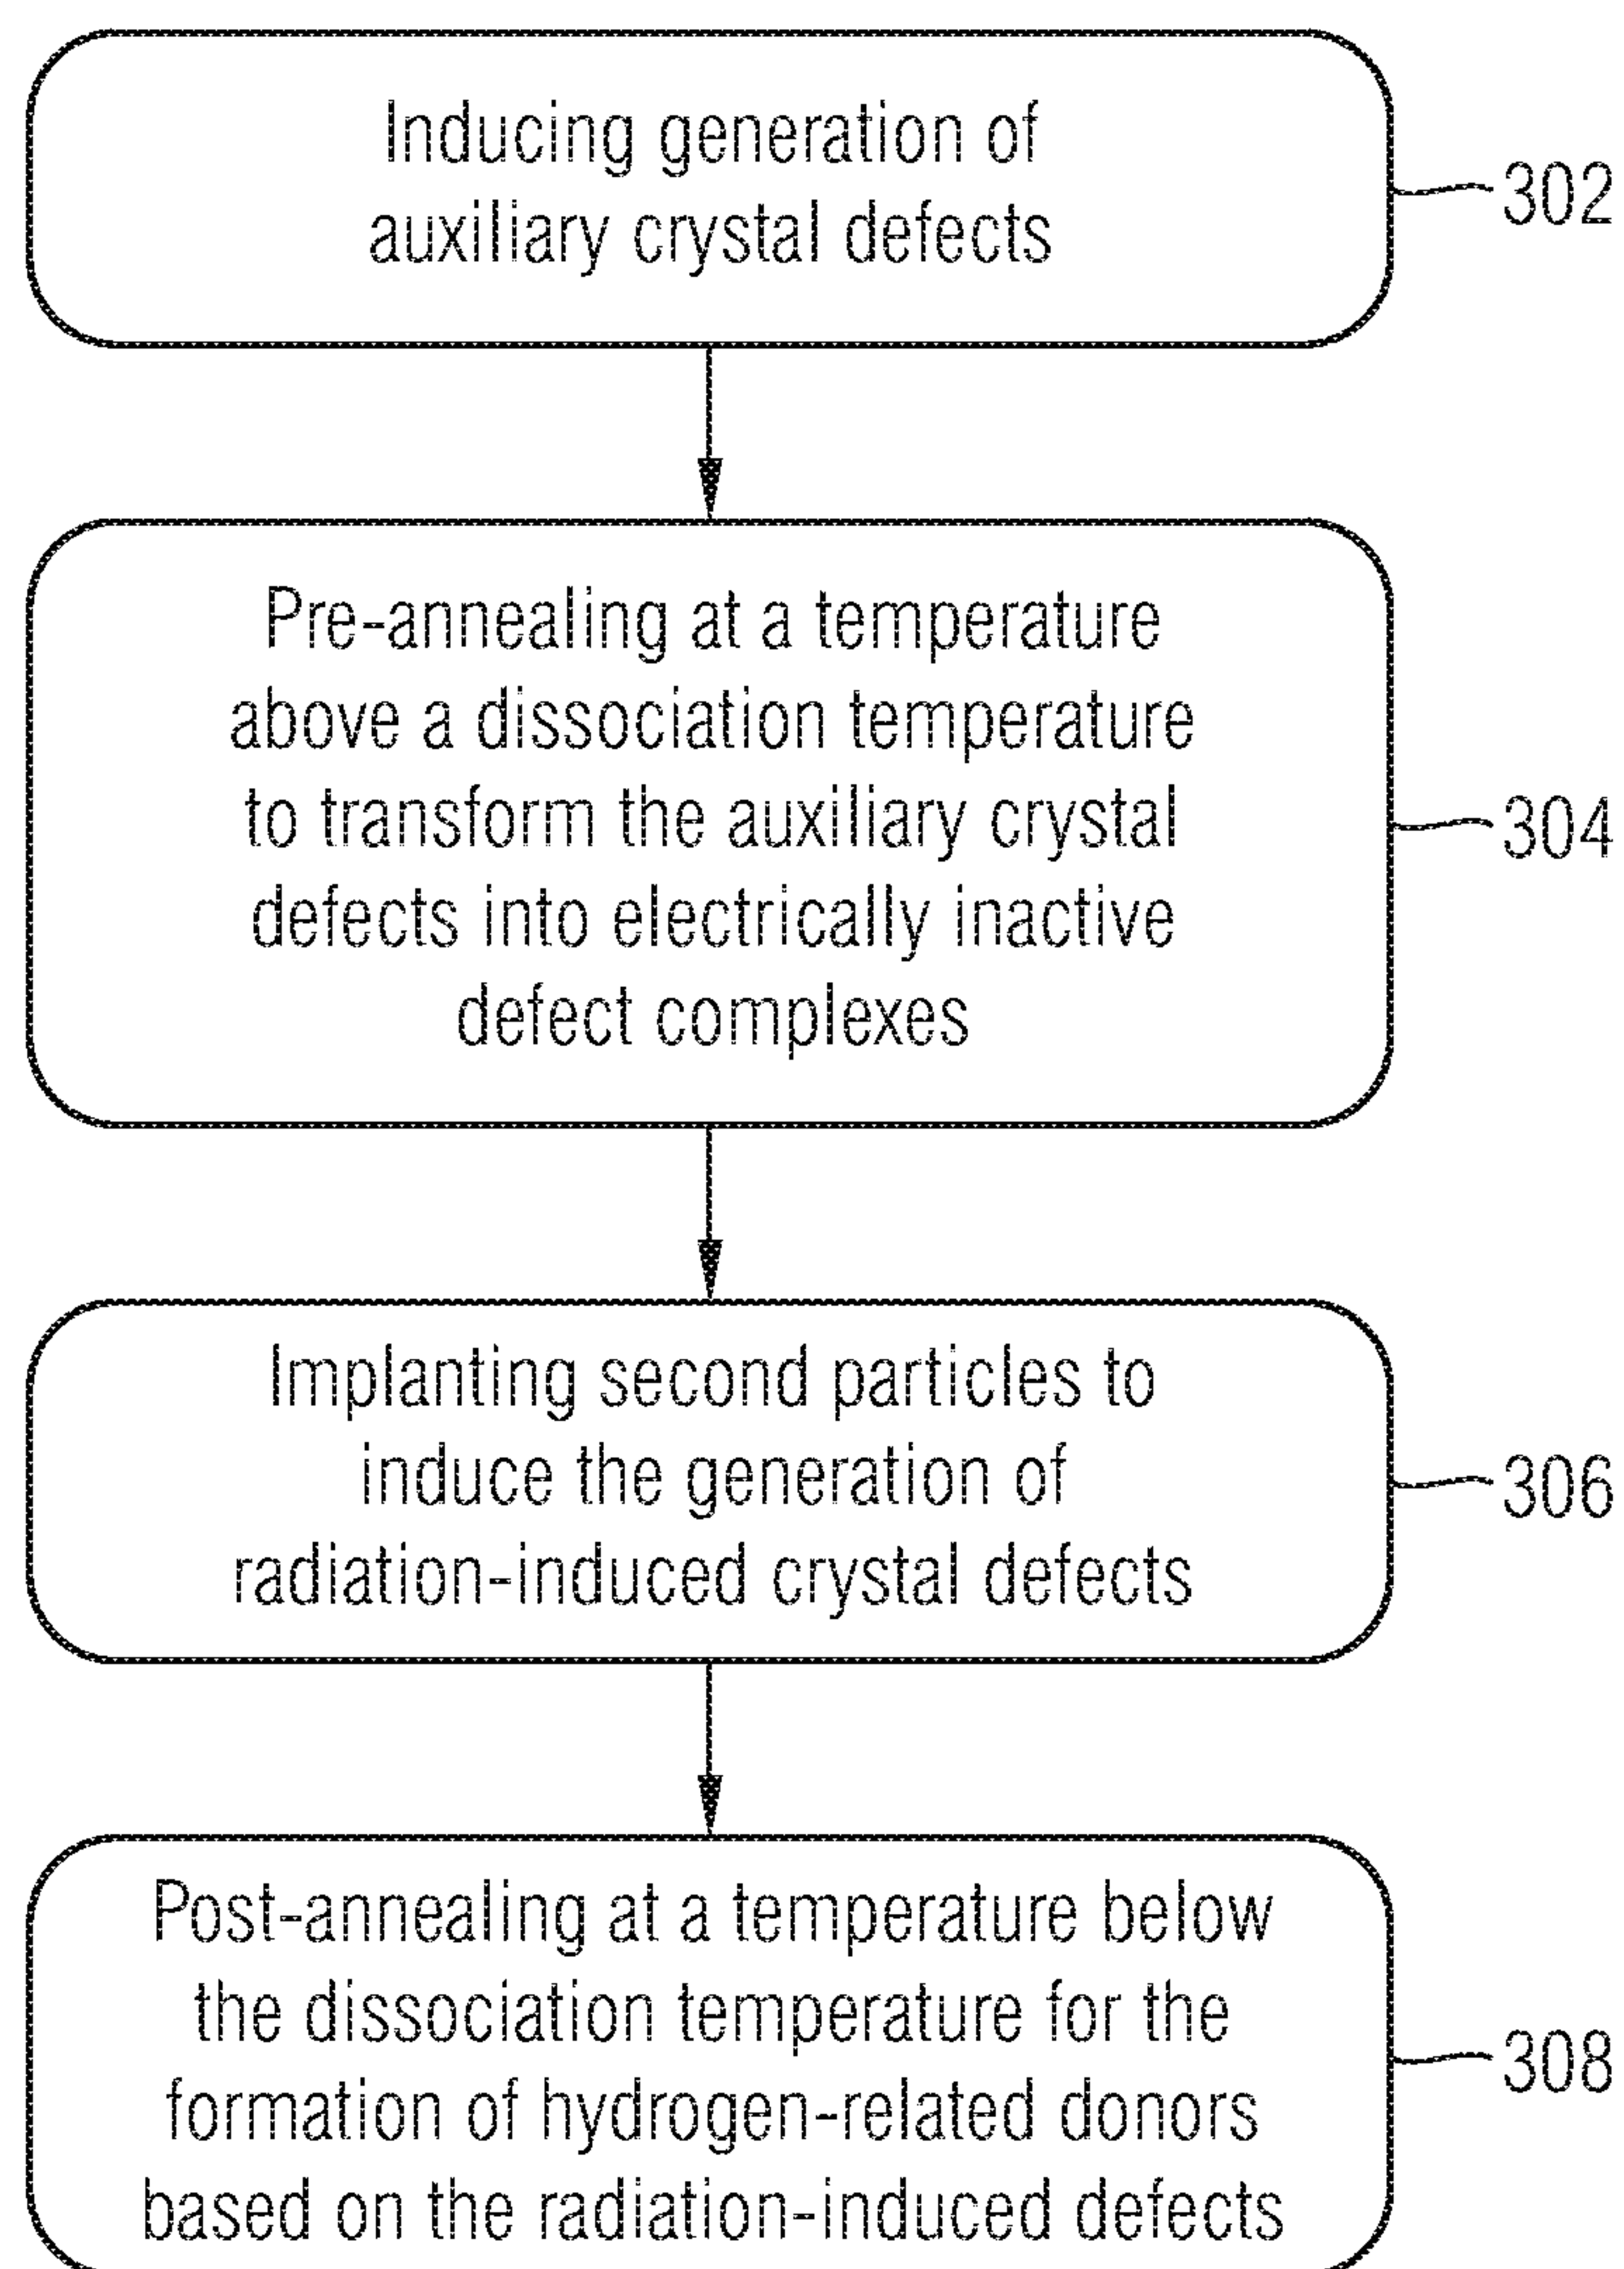 Inducing generation of
auxiliary crystal defects
302
Pre-annealing at a temperature
above a dissociation temperature
to transform the auxiliary crystal
defects into electrically inactive
defect complexes
304
Implanting second particles to
induce the generation of
radiation-induced crystal defects
306
Post-annealing at a temperature below
the dissociation temperature for the
formation of hydrogen-related donors
based on the radiation-induced defects
308